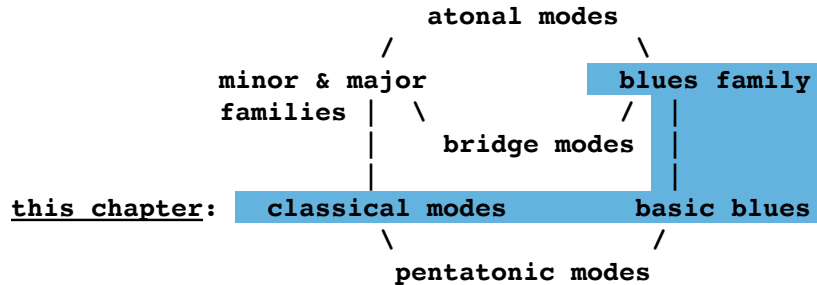 atonal modes
/ \
minor & major blues family
families | \ / |
| bridge modes |
| |
this chapter: classical modes basic blues
\ /
pentatonic modes